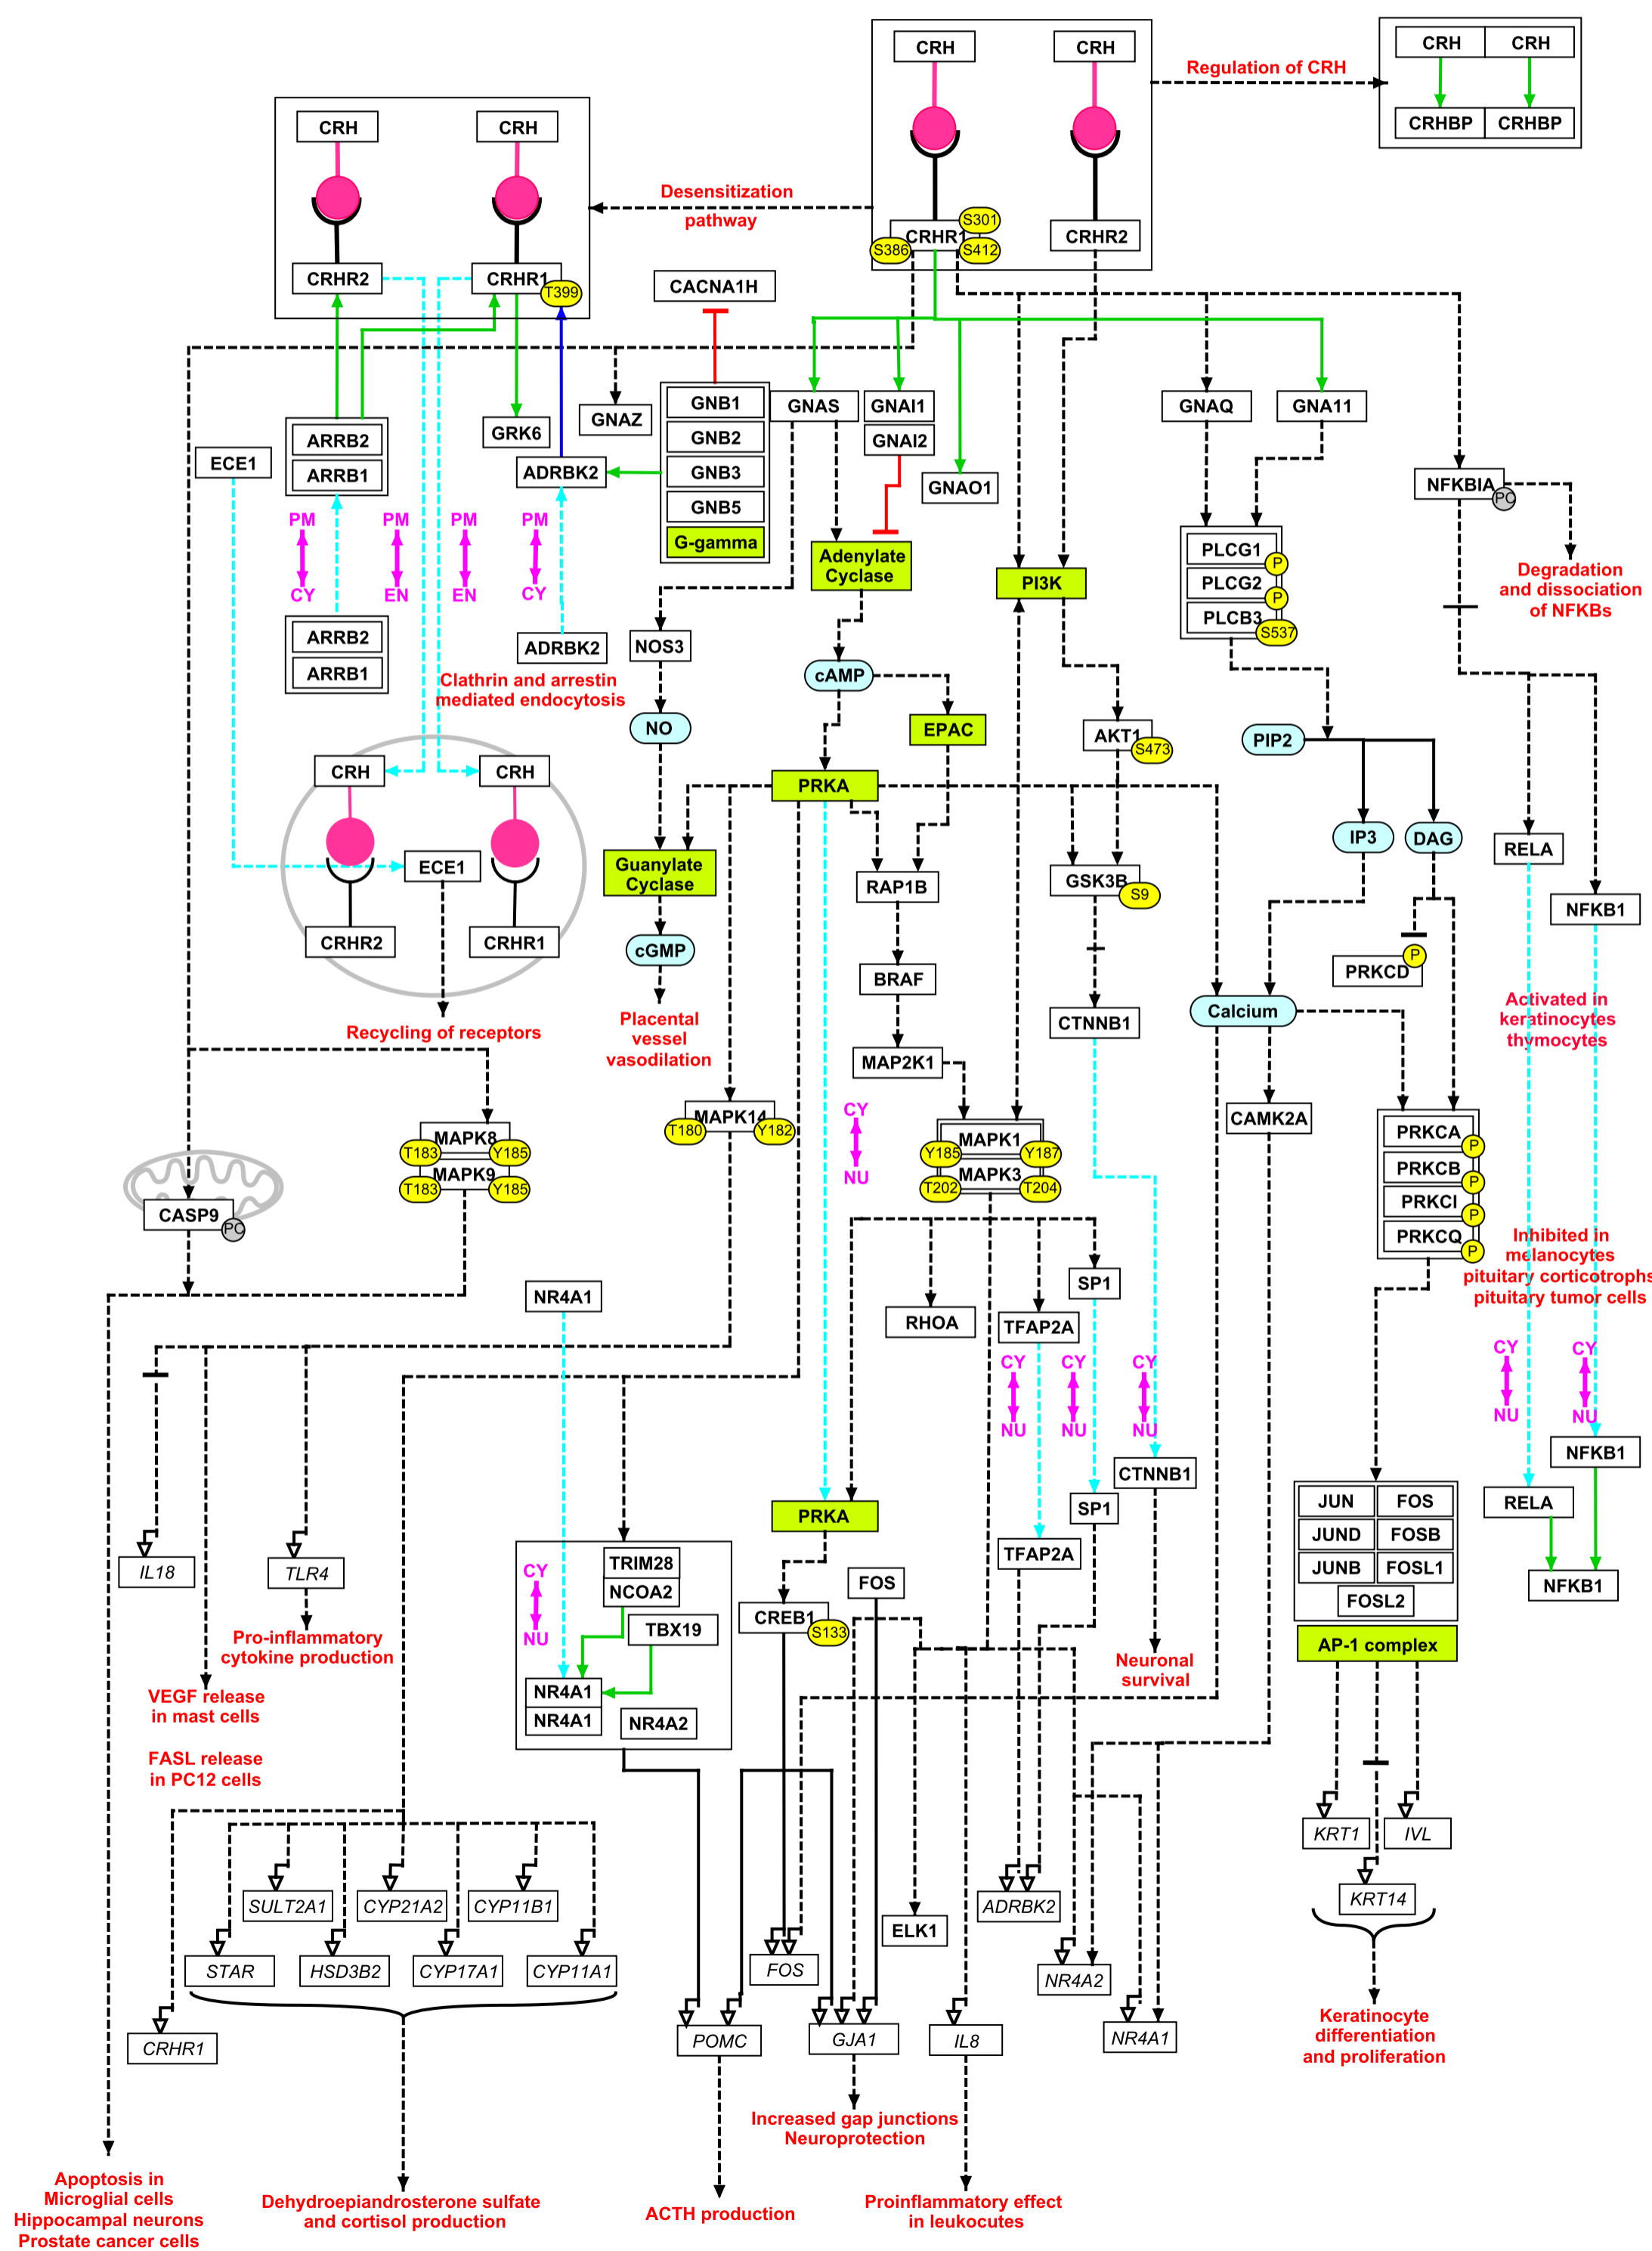 CRH
CRH
Regulation of CRH
CRH
CRH
CRHBP
CRHBP
CRH
CRH
Desensitization
pathway
CRHR1
S301
S386
S412
CRHR2
CRHR2
CRHR1
T399
CACNA1H
GNB1
GNB2
GNB3
GNB5
G-gamma
GNAZ
GNAS
GNAI1
GNAI2
GNAO1
GNAQ
GNA11
ARRB2
ARRB1
GRK6
ECE1
ADRBK2
NFKBIA
PC
PM
CY
PM
EN
PM
EN
PM
CY
Adenylate
Cyclase
PI3K
PLCG1
P
PLCG2
P
PLCB3
S537
Degradation
and dissociation
of NFKBs
ARRB2
ARRB1
ADRBK2
NOS3
Clathrin and arrestin
mediated endocytosis
cAMP
NO
EPAC
AKT1
S473
PIP2
CRH
CRH
PRKA
IP3
DAG
RELA
ECE1
Guanylate
Cyclase
RAP1B
GSK3B
S9
NFKB1
CRHR2
CRHR1
cGMP
BRAF
P
PRKCD
Recycling of receptors
Placental
vessel
vasodilation
CTNNB1
Calcium
Activated in
keratinocytes
thymocytes
MAP2K1
MAPK8
T183
Y185
MAPK9
T183
Y185
MAPK14
T180
Y182
CY
NU
MAPK1
Y185
Y187
MAPK3
T202
T204
CAMK2A
PRKCA
P
PRKCB
P
PRKCI
P
PRKCQ
P
CASP9
PC
Inhibited in
melanocytes
pituitary corticotrophs
pituitary tumor cells
NR4A1
SP1
RHOA
TFAP2A
CY
NU
CY
NU
CY
NU
CY
NU
CY
NU
NFKB1
CTNNB1
RELA
PRKA
SP1
JUN
FOS
JUND
FOSB
JUNB
FOSL1
FOSL2
AP-1 complex
NFKB1
IL18
TLR4
TRIM28
NCOA2
CY
NU
TBX19
NR4A1
NR4A1
NR4A2
TFAP2A
FOS
CREB1
S133
Pro-inflammatory
cytokine production
VEGF release
in mast cells
Neuronal
survival
FASL release
in PC12 cells
KRT1
IVL
KRT14
SULT2A1
CYP21A2
CYP11B1
ADRBK2
ELK1
STAR
HSD3B2
CYP17A1
CYP11A1
FOS
NR4A2
CRHR1
POMC
GJA1
IL8
NR4A1
Keratinocyte
differentiation
and proliferation
Increased gap junctions
Neuroprotection
Apoptosis in
Microglial cells
Hippocampal neurons
Prostate cancer cells
Dehydroepiandrosterone sulfate
and cortisol production
ACTH production
Proinflammatory effect
in leukocutes